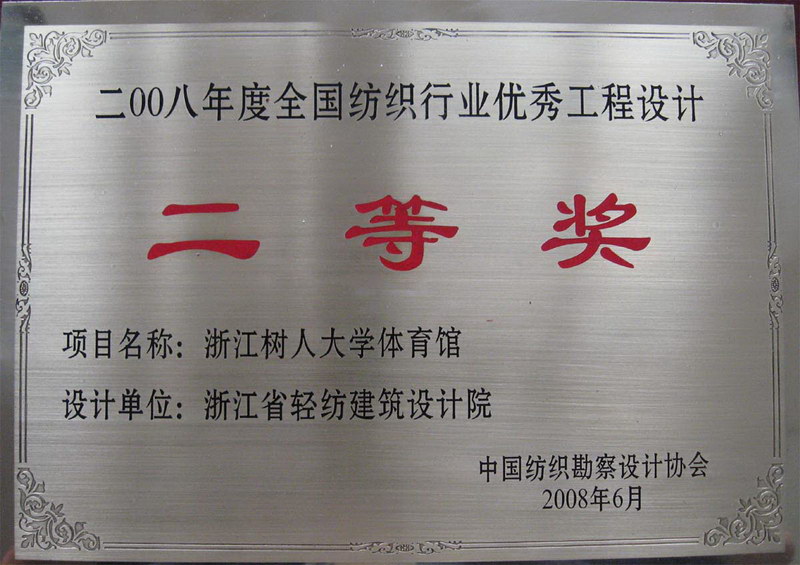 二00八年度全国纺织行业优秀工程设计
二等奖
项目名称：浙江树人大学体育馆
设计单位：浙江省轻纺建筑设计院
中国纺织勘察设计协会
2008年6月